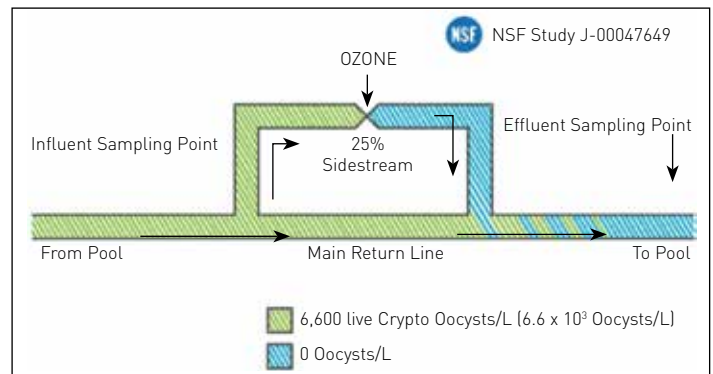 NSF NSF Study J-00047649
OZONE
Influent Sampling Point
25%
Sidestream
Effluent Sampling Point
From Pool
Main Return Line
To Pool
6,600 live Crypto Oocysts/L (6.6 x 10³ Oocysts/L)
0 Oocysts/L